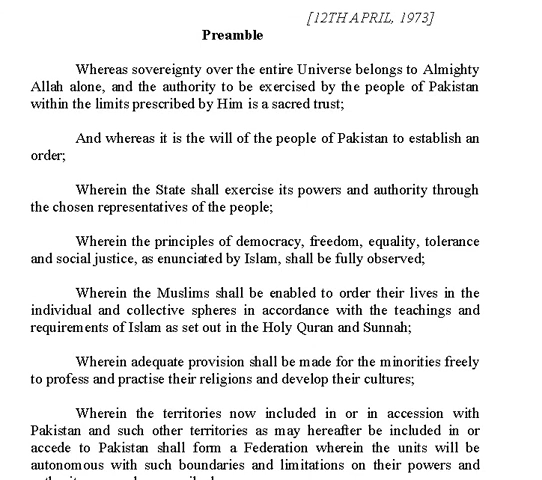 [12TH APRIL, 1973]
Preamble
Whereas sovereignty over the entire Universe belongs to Almighty
Allah alone, and the authority to be exercised by the people of Pakistan
within the limits prescribed by Him is a sacred trust;
And whereas it is the will of the people of Pakistan to establish an
order;
Wherein the State shall exercise its powers and authority through
the chosen representatives of the people;
Wherein the principles of democracy, freedom, equality, tolerance
and social justice, as enunciated by Islam, shall be fully observed;
Wherein the Muslims shall be enabled to order their lives in the
individual and collective spheres in accordance with the teachings and
requirements of Islam as set out in the Holy Quran and Sunnah;
Wherein adequate provision shall be made for the minorities freely
to profess and practise their religions and develop their cultures;
Wherein the territories now included in or in accession with
Pakistan and such other territories as may hereafter be included in or
accede to Pakistan shall form a Federation wherein the units will be
autonomous with such boundaries and limitations on their powers and